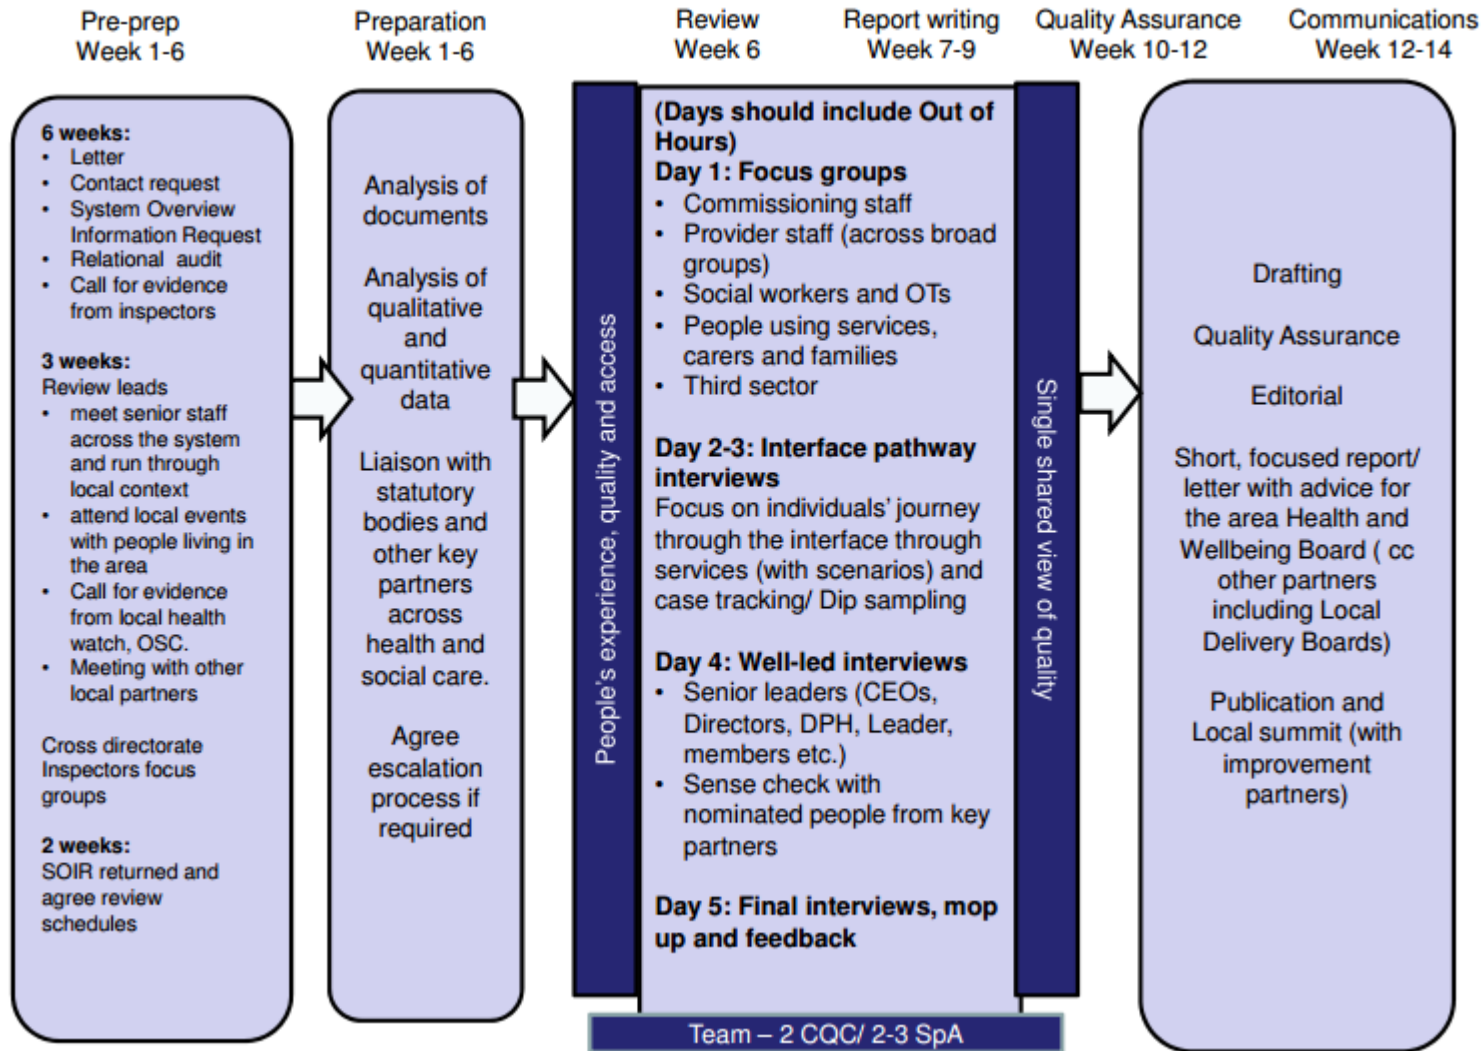 Pre-prep
Week 1-6
Preparation
Week 1-6
Review
Week 6
Report writing
Week 7-9
Quality Assurance
Week 10-12
Communications
Week 12-14
6 weeks:
• Letter
• Contact request
• System Overview
Information Request
• Relational audit
• Call for evidence
from inspectors
3 weeks:
Review leads
• meet senior staff
across the system
and run through
local context
• attend local events
with people living in
the area
• Call for evidence
from local health
watch, OSC.
• Meeting with other
local partners
Cross directorate
Inspectors focus
groups
2 weeks:
SOIR returned and
agree review
schedules
Analysis of
documents
Analysis of
qualitative
and
quantitative
data
Liaison with
statutory
bodies and
other key
partners
across
health and
social care.
Agree
escalation
process if
required
People's experience, quality and access
(Days should include Out of
Hours)
Day 1: Focus groups
• Commissioning staff
• Provider staff (across broad
groups)
• Social workers and OTs
• People using services,
carers and families
• Third sector
Day 2-3: Interface pathway
interviews
Focus on individuals' journey
through the interface through
services (with scenarios) and
case tracking/ Dip sampling
Day 4: Well-led interviews
• Senior leaders (CEOs,
Directors, DPH, Leader,
members etc.)
• Sense check with
nominated people from key
partners
Day 5: Final interviews, mop
up and feedback
Single shared view of quality
Team – 2 CQC/ 2-3 SpA
Drafting
Quality Assurance
Editorial
Short, focused report/
letter with advice for
the area Health and
Wellbeing Board ( cc
other partners
including Local
Delivery Boards)
Publication and
Local summit (with
improvement
partners)